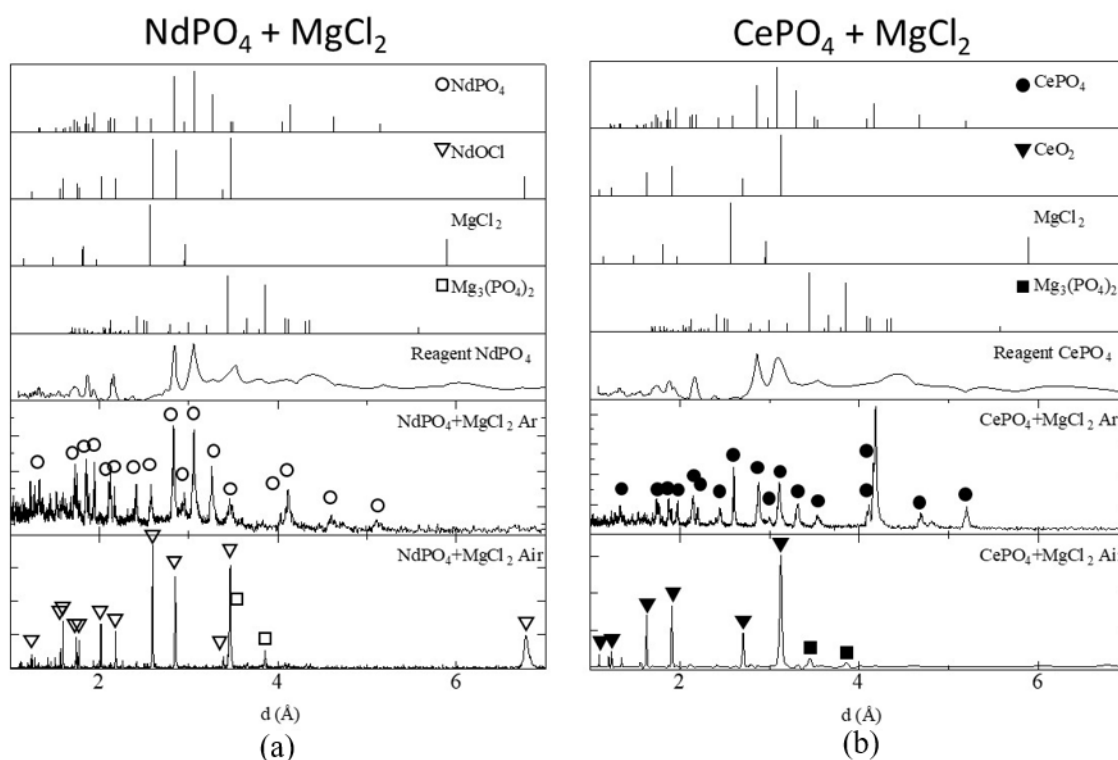 NdPO₄ + MgCl₂
NdPO₄
NdOCl
MgCl₂
Mg₃(PO₄)₂
Reagent NdPO₄
NdPO₄+MgCl₂ Ar
NdPO₄+MgCl₂ Air
2 4 6
d (Å)
(a)
CePO₄ + MgCl₂
CePO₄
CeO₂
MgCl₂
Mg₃(PO₄)₂
Reagent CePO₄
CePO₄+MgCl₂ Ar
CePO₄+MgCl₂ Air
2 4 6
d (Å)
(b)